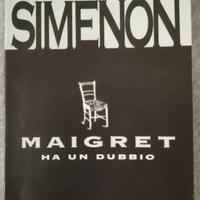 SIMENON
MAIGRET
HA UN DUBBIO